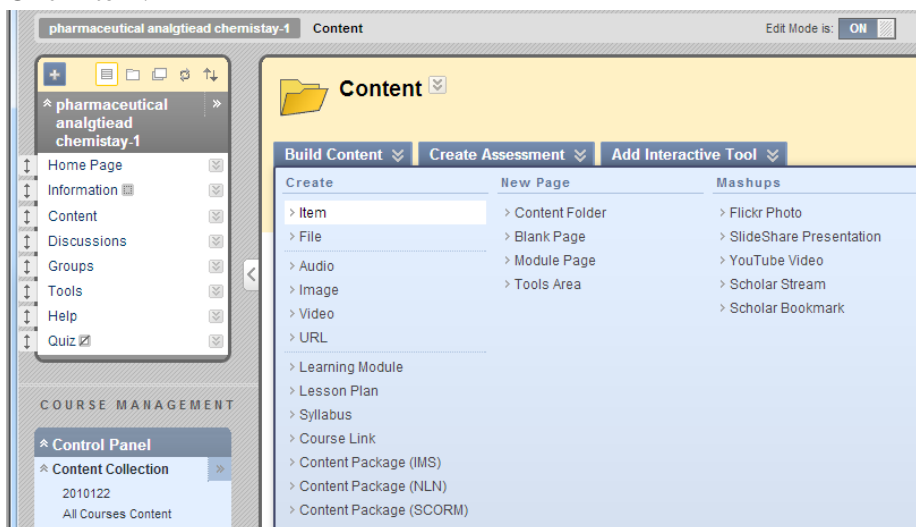 pharmaceutical analgtiead chemistay-1 Content Edit Mode is: ON
pharmaceutical
analgtiead
chemistay-1
Home Page
Information
Content
Discussions
Groups
Tools
Help
Quiz
COURSE MANAGEMENT
Control Panel
Content Collection
2010122
All Courses Content
Content
Build Content Create Assessment Add Interactive Tool
Create New Page Mashups
Item Content Folder Flickr Photo
File Blank Page SlideShare Presentation
Audio Module Page YouTube Video
Image Tools Area Scholar Stream
Video Scholar Bookmark
URL
Learning Module
Lesson Plan
Syllabus
Course Link
Content Package (IMS)
Content Package (NLN)
Content Package (SCORM)